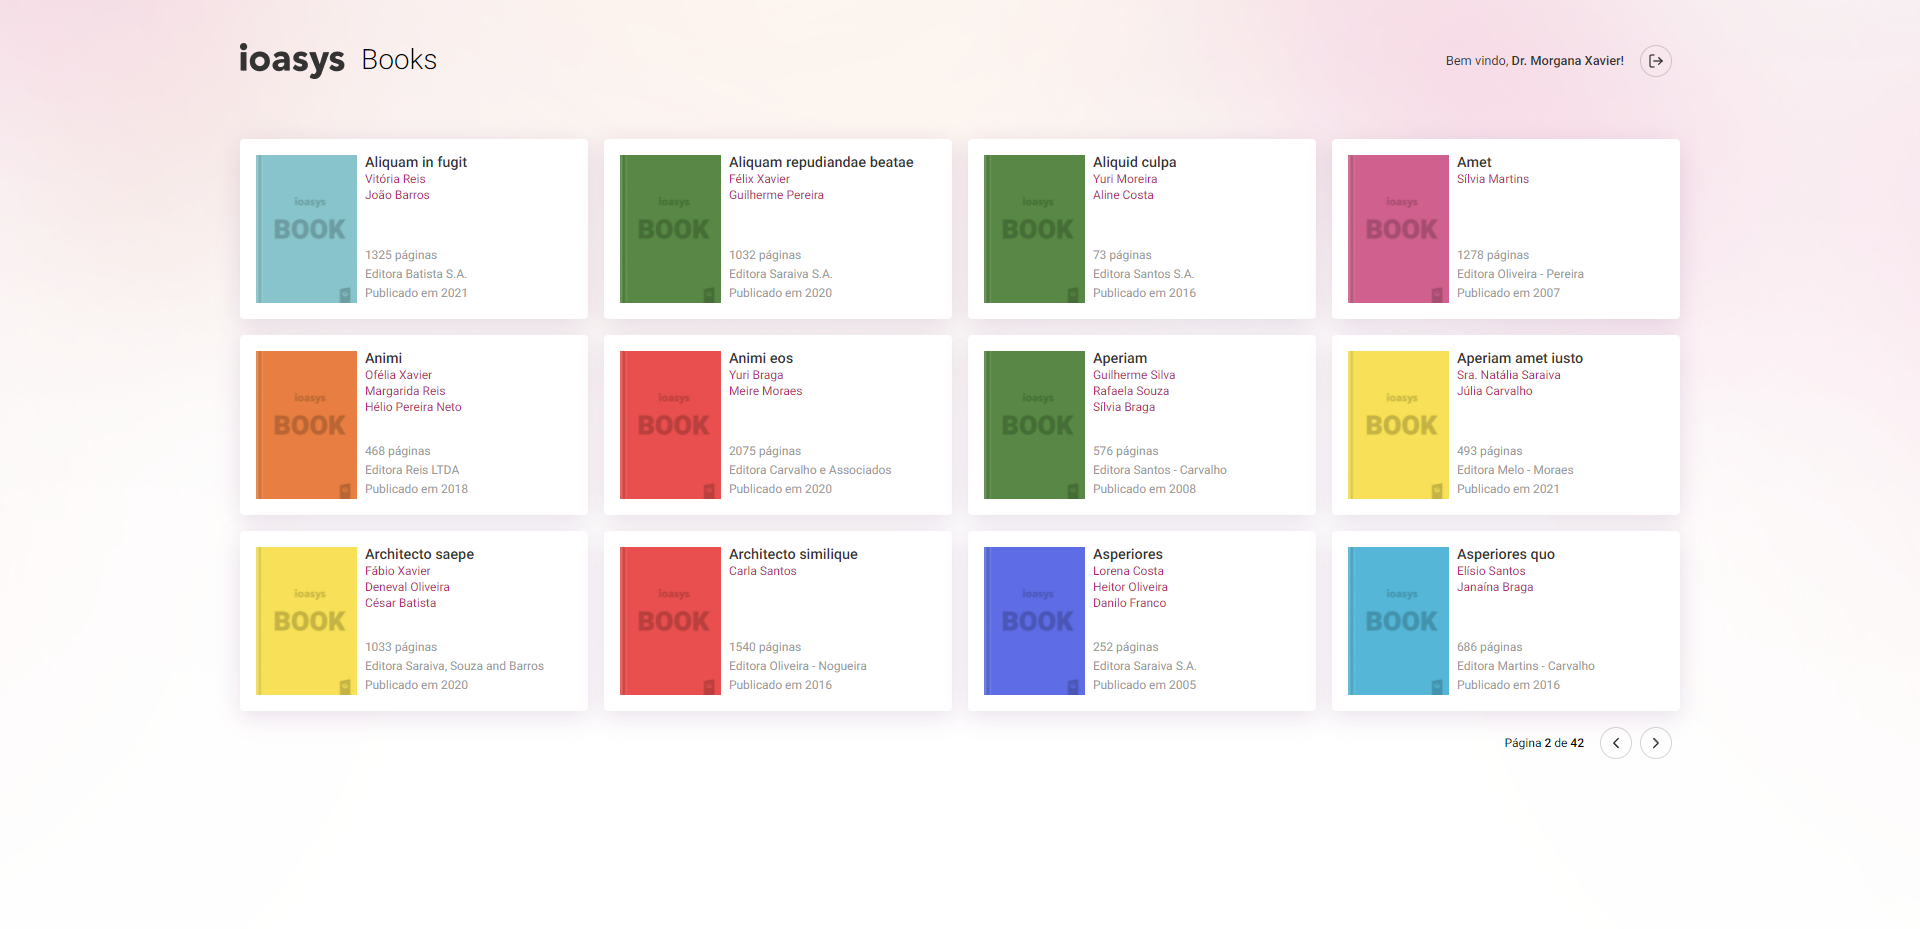 ioasys Books
Bem vindo, Dr. Morgana Xavier!
ioasys
BOOK
Aliquam in fugit
Vitória Reis
João Barros
1325 páginas
Editora Batista S.A.
Publicado em 2021
ioasys
BOOK
Aliquam repudiandae beatae
Félix Xavier
Guilherme Pereira
1032 páginas
Editora Saraiva S.A.
Publicado em 2020
ioasys
BOOK
Aliquid culpa
Yuri Moreira
Aline Costa
73 páginas
Editora Santos S.A.
Publicado em 2016
ioasys
BOOK
Amet
Sílvia Martins
1278 páginas
Editora Oliveira - Pereira
Publicado em 2007
ioasys
BOOK
Animi
Ofélia Xavier
Margarida Reis
Hélio Pereira Neto
468 páginas
Editora Reis LTDA
Publicado em 2018
ioasys
BOOK
Animi eos
Yuri Braga
Meire Moraes
2075 páginas
Editora Carvalho e Associados
Publicado em 2020
ioasys
BOOK
Aperiam
Guilherme Silva
Rafaela Souza
Sílvia Braga
576 páginas
Editora Santos - Carvalho
Publicado em 2008
ioasys
BOOK
Aperiam amet iusto
Sra. Natália Saraiva
Júlia Carvalho
493 páginas
Editora Melo - Moraes
Publicado em 2021
ioasys
BOOK
Architecto saepe
Fábio Xavier
Deneval Oliveira
César Batista
1033 páginas
Editora Saraiva, Souza and Barros
Publicado em 2020
ioasys
BOOK
Architecto similique
Carla Santos
1540 páginas
Editora Oliveira - Nogueira
Publicado em 2016
ioasys
BOOK
Asperiores
Lorena Costa
Heitor Oliveira
Danilo Franco
252 páginas
Editora Saraiva S.A.
Publicado em 2005
ioasys
BOOK
Asperiores quo
Elísio Santos
Janaína Braga
686 páginas
Editora Martins - Carvalho
Publicado em 2016
Página 2 de 42